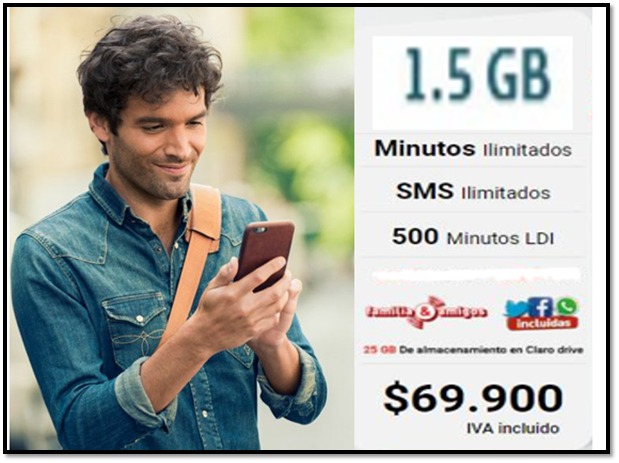 1.5 GB
Minutos Ilimitados
SMS Ilimitados
500 Minutos LDI
familia & amigos
incluidas
25 GB De almacenamiento en Claro drive
$69.900
IVA incluido